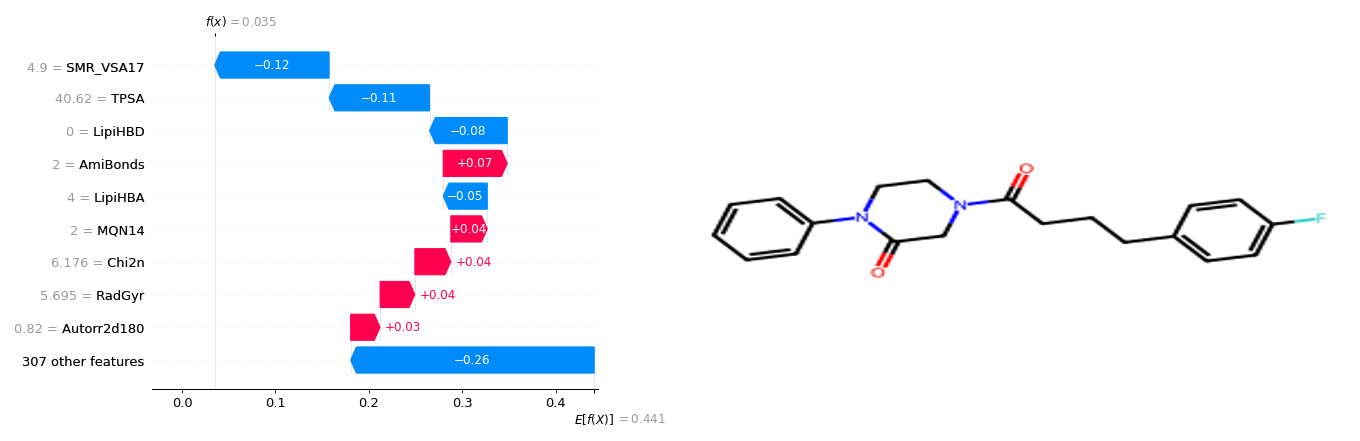 f(x) = 0.035
4.9 = SMR_VSA17
−0.12
40.62 = TPSA
−0.11
0 = LipiHBD
−0.08
2 = AmiBonds
+0.07
4 = LipiHBA
−0.05
2 = MQN14
+0.04
6.176 = Chi2n
+0.04
5.695 = RadGyr
+0.04
0.82 = Autorr2d180
+0.03
307 other features
−0.26
0.0 0.1 0.2 0.3 0.4
E[f(X)] = 0.441
O
N
N
O
F